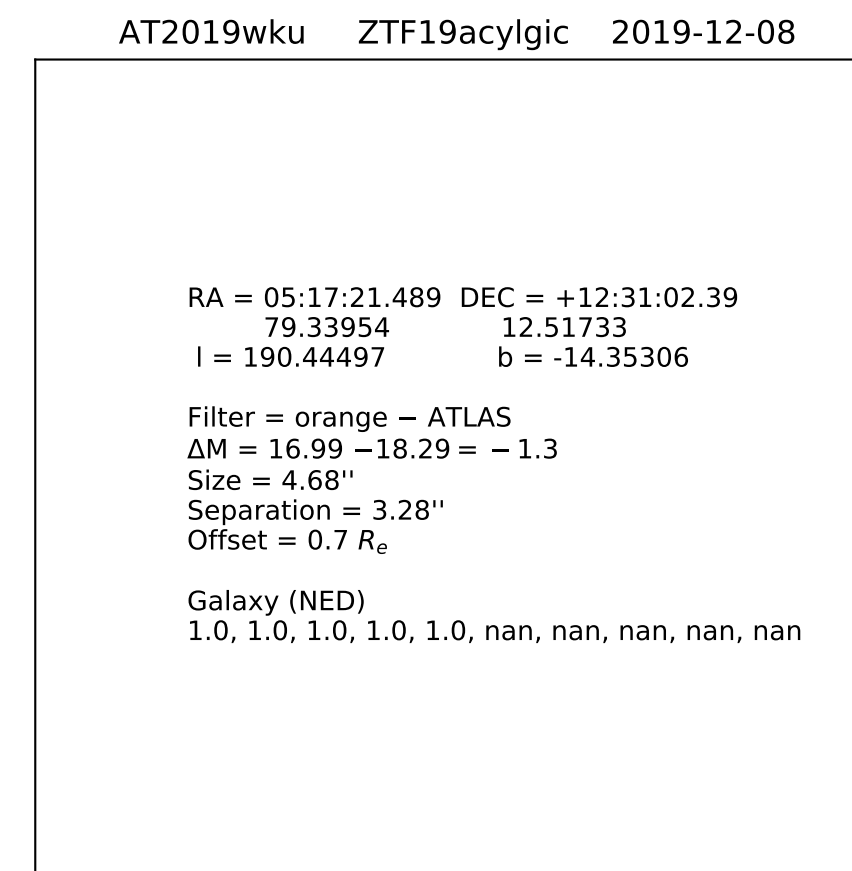 AT2019wku ZTF19acylgic 2019-12-08
RA = 05:17:21.489 DEC = +12:31:02.39
79.33954 12.51733
l = 190.44497 b = -14.35306
Filter = orange − ATLAS
ΔM = 16.99 −18.29 = − 1.3
Size = 4.68''
Separation = 3.28''
Offset = 0.7 Re
Galaxy (NED)
1.0, 1.0, 1.0, 1.0, 1.0, nan, nan, nan, nan, nan